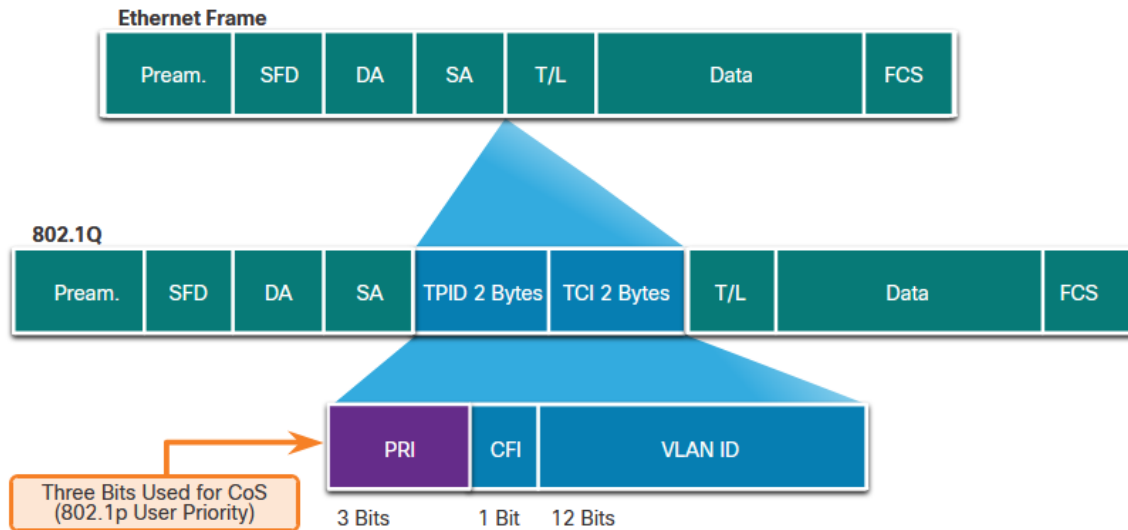 Ethernet Frame
Pream. SFD DA SA T/L Data FCS
802.1Q
Pream. SFD DA SA TPID 2 Bytes TCI 2 Bytes T/L Data FCS
PRI CFI VLAN ID
Three Bits Used for CoS
(802.1p User Priority)
3 Bits 1 Bit 12 Bits